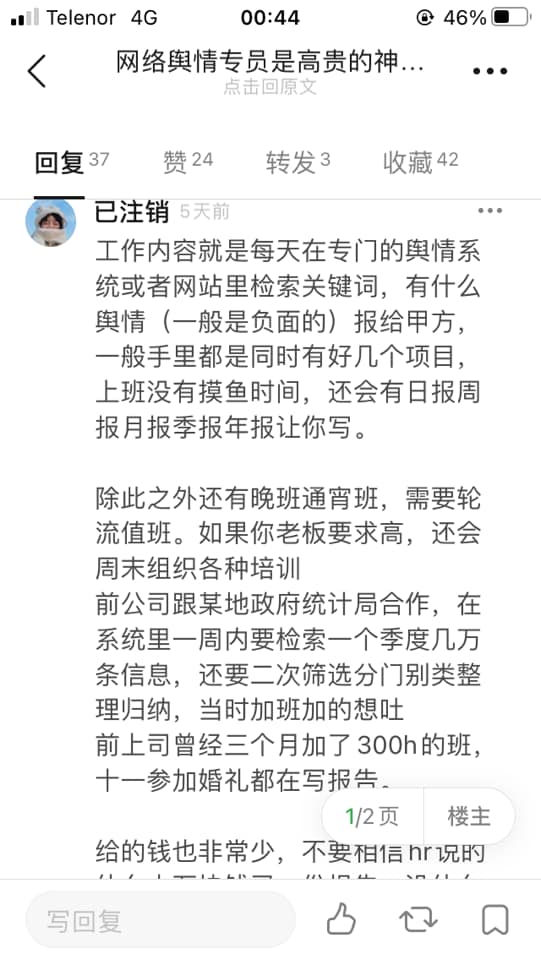 Telenor 4G 00:44 46%
网络舆情专员是高贵的神...
点击回原文
回复 37 赞 24 转发 3 收藏 42
已注销 5天前
工作内容就是每天在专门的舆情系
统或者网站里检索关键词，有什么
舆情（一般是负面的）报给甲方，
一般手里都是同时有好几个项目，
上班没有摸鱼时间，还会有日报周
报月报季报年报让你写。
除此之外还有晚班通宵班，需要轮
流值班。如果你老板要求高，还会
周末组织各种培训
前公司跟某地政府统计局合作，在
系统里一周内要检索一个季度几万
条信息，还要二次筛选分门别类整
理归纳，当时加班加的想吐
前上司曾经三个月加了300h的班，
十一参加婚礼都在写报告。
1/2页 楼主
给的钱也非常少，不要相信hr说的
写回复